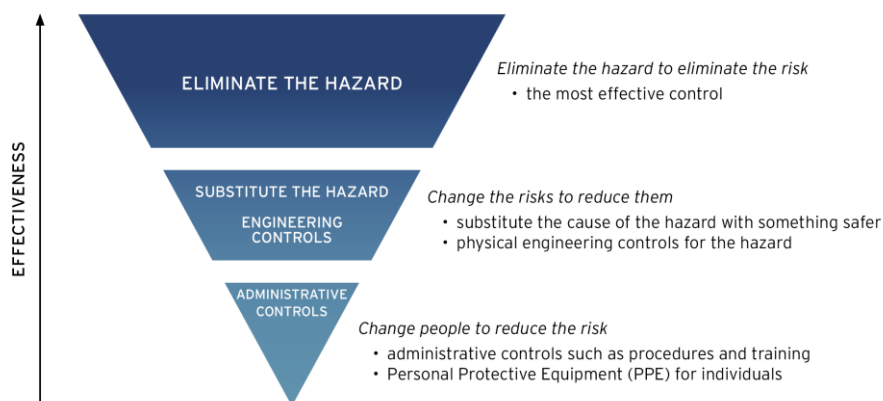 EFFECTIVENESS
ELIMINATE THE HAZARD
Eliminate the hazard to eliminate the risk
• the most effective control
SUBSTITUTE THE HAZARD
ENGINEERING
CONTROLS
Change the risks to reduce them
• substitute the cause of the hazard with something safer
• physical engineering controls for the hazard
ADMINISTRATIVE
CONTROLS
Change people to reduce the risk
• administrative controls such as procedures and training
• Personal Protective Equipment (PPE) for individuals